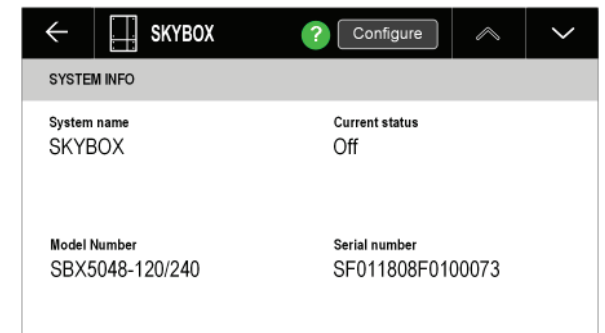 SKYBOX ? Configure
SYSTEM INFO
System name Current status
SKYBOX Off
Model Number Serial number
SBX5048-120/240 SF011808F0100073